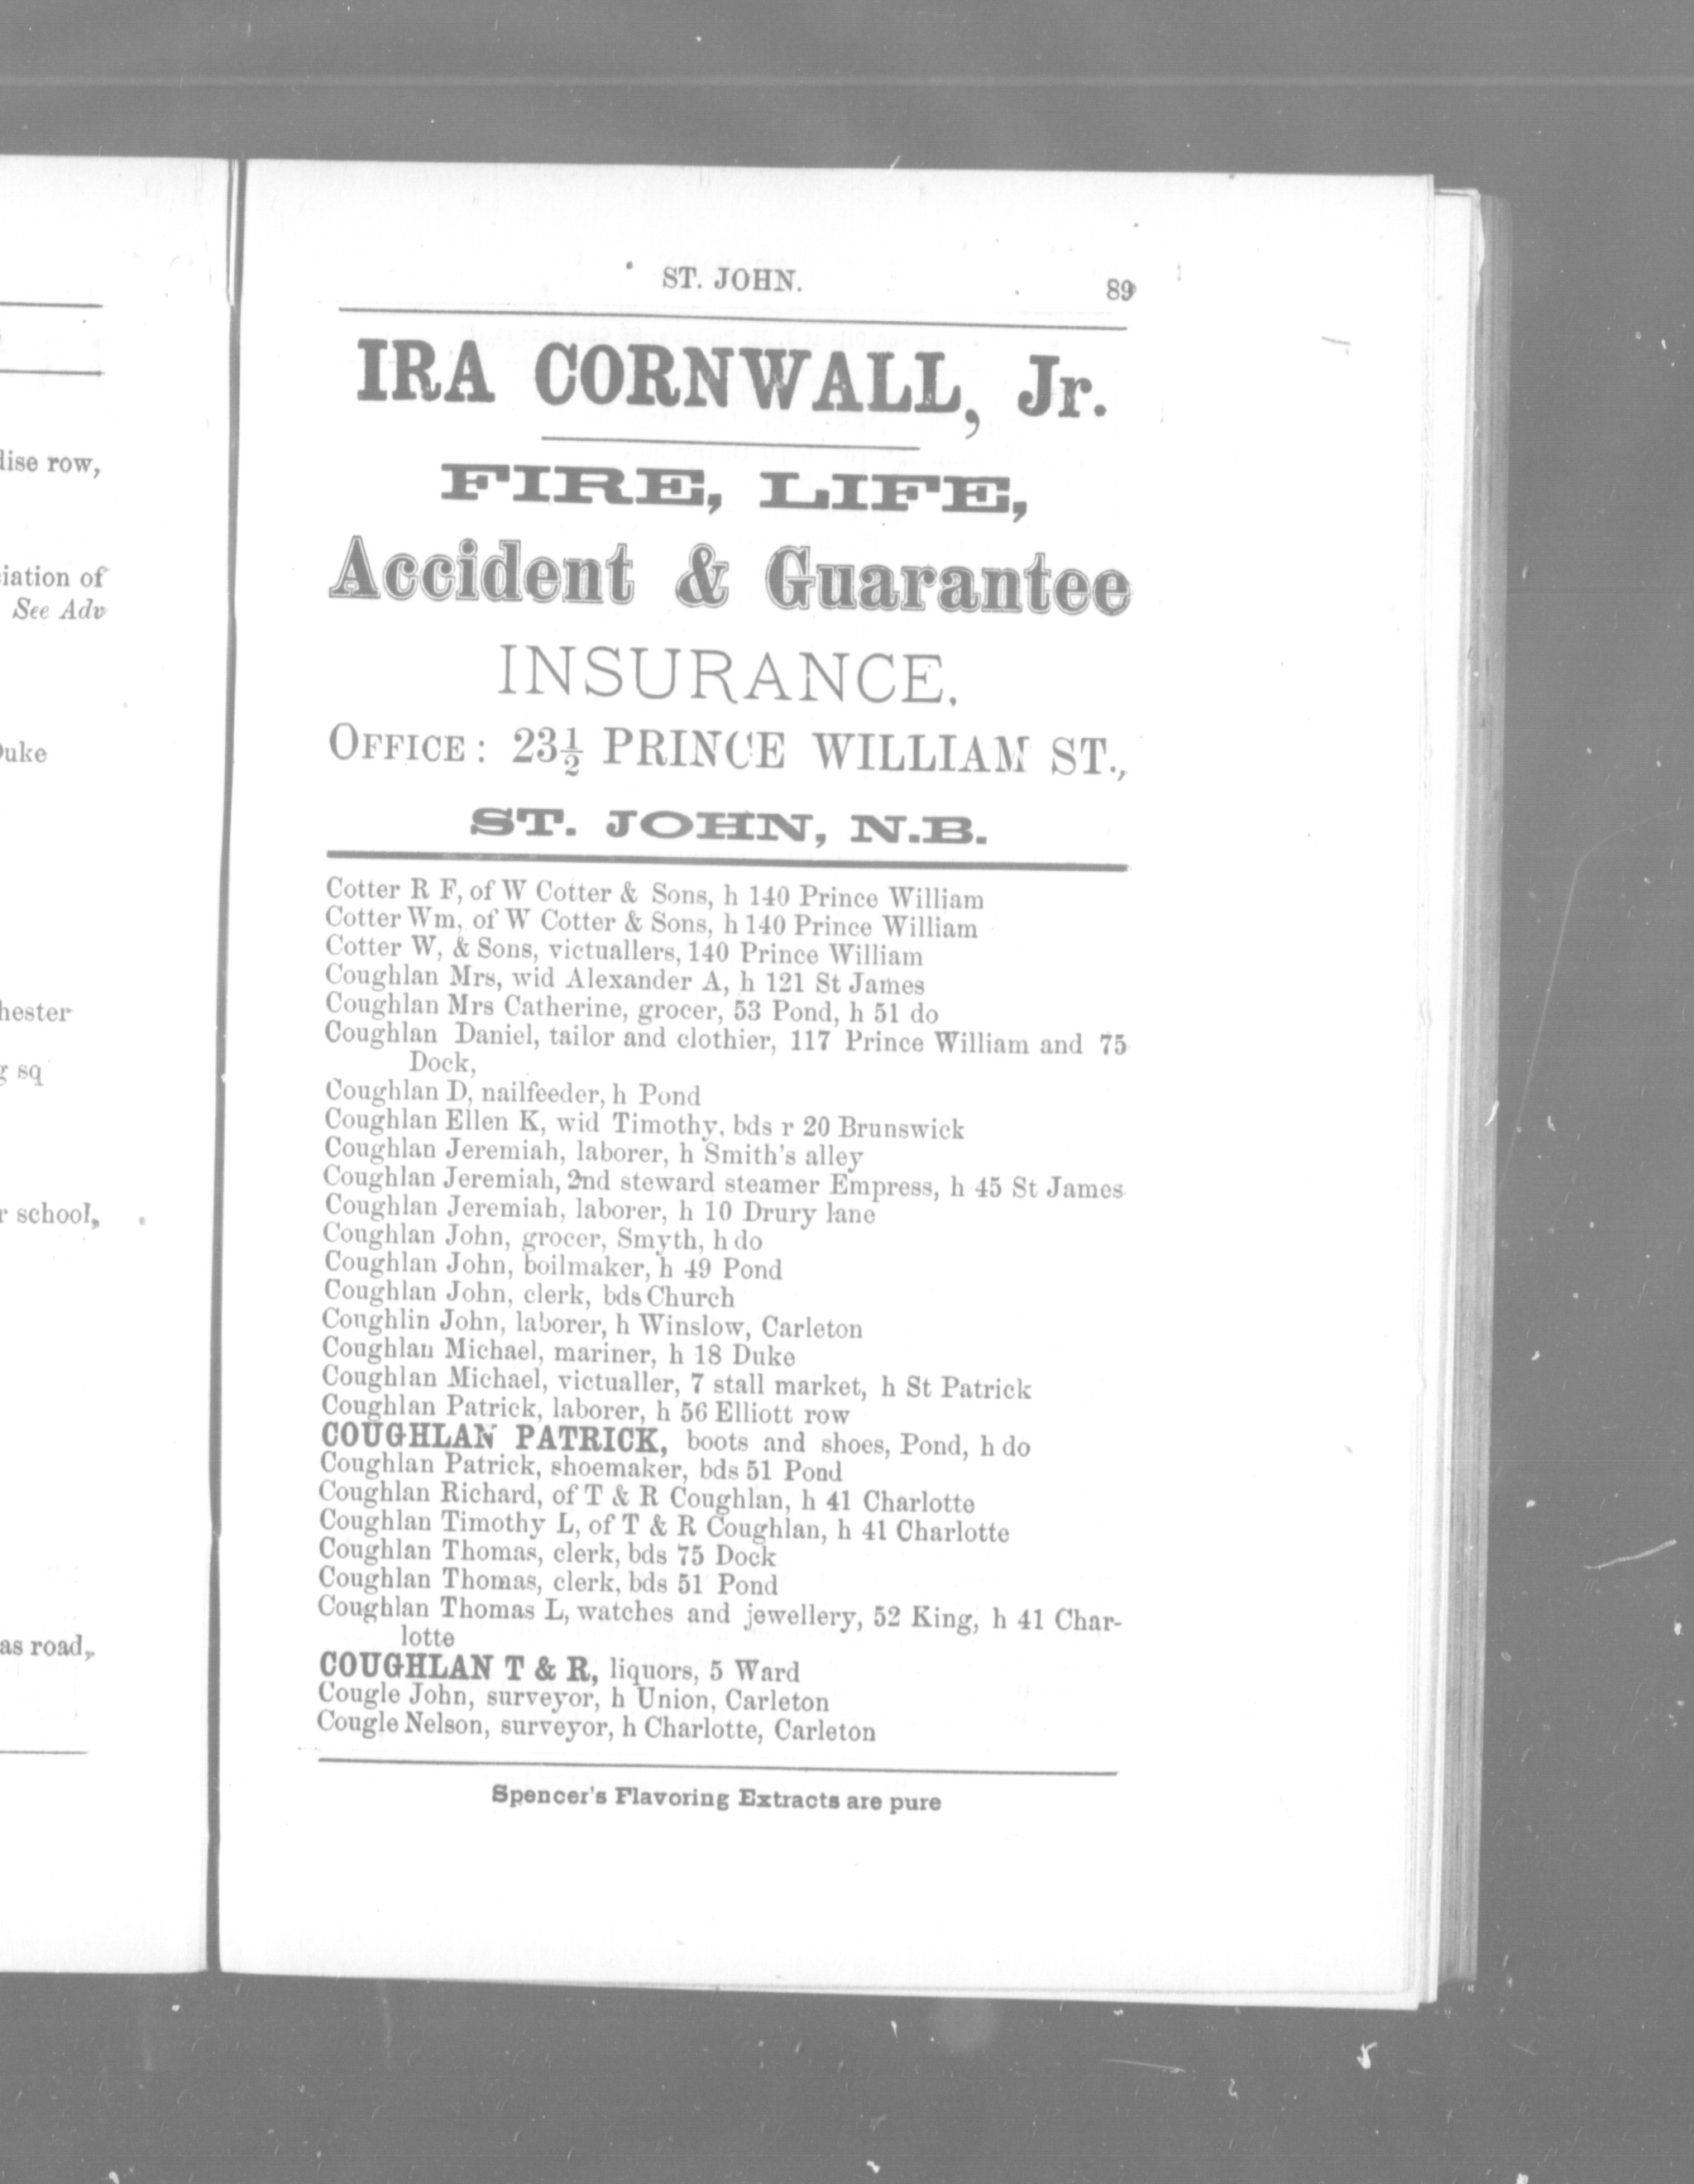 dise row,
iation of
See Adv
Duke
hester
sq
school,
as road,
ST. JOHN.
89
IRA CORNWALL, Jr.
FIRE, LIFE,
Accident & Guarantee
INSURANCE.
OFFICE: 23½ PRINCE WILLIAM ST.,
ST. JOHN, N.B.
Cotter R F, of W Cotter & Sons, h 140 Prince William
Cotter Wm, of W Cotter & Sons, h 140 Prince William
Cotter W, & Sons, victuallers, 140 Prince William
Coughlan Mrs, wid Alexander A, h 121 St James
Coughlan Mrs Catherine, grocer, 53 Pond, h 51 do
Coughlan Daniel, tailor and clothier, 117 Prince William and 75
Dock,
Coughlan D, nailfeeder, h Pond
Coughlan Ellen K, wid Timothy, bds r 20 Brunswick
Coughlan Jeremiah, laborer, h Smith's alley
Coughlan Jeremiah, 2nd steward steamer Empress, h 45 St James
Coughlan Jeremiah, laborer, h 10 Drury lane
Coughlan John, grocer, Smyth, h do
Coughlan John, boilmaker, h 49 Pond
Coughlan John, clerk, bds Church
Coughlin John, laborer, h Winslow, Carleton
Coughlan Michael, mariner, h 18 Duke
Coughlan Michael, victualler, 7 stall market, h St Patrick
Coughlan Patrick, laborer, h 56 Elliott row
COUGHLAN PATRICK, boots and shoes, Pond, h do
Coughlan Patrick, shoemaker, bds 51 Pond
Coughlan Richard, of T & R Coughlan, h 41 Charlotte
Coughlan Timothy L, of T & R Coughlan, h 41 Charlotte
Coughlan Thomas, clerk, bds 75 Dock
Coughlan Thomas, clerk, bds 51 Pond
Coughlan Thomas L, watches and jewellery, 52 King, h 41 Char-
lotte
COUGHLAN T & R, liquors, 5 Ward
Cougle John, surveyor, h Union, Carleton
Cougle Nelson, surveyor, h Charlotte, Carleton
Spencer's Flavoring Extracts are pure